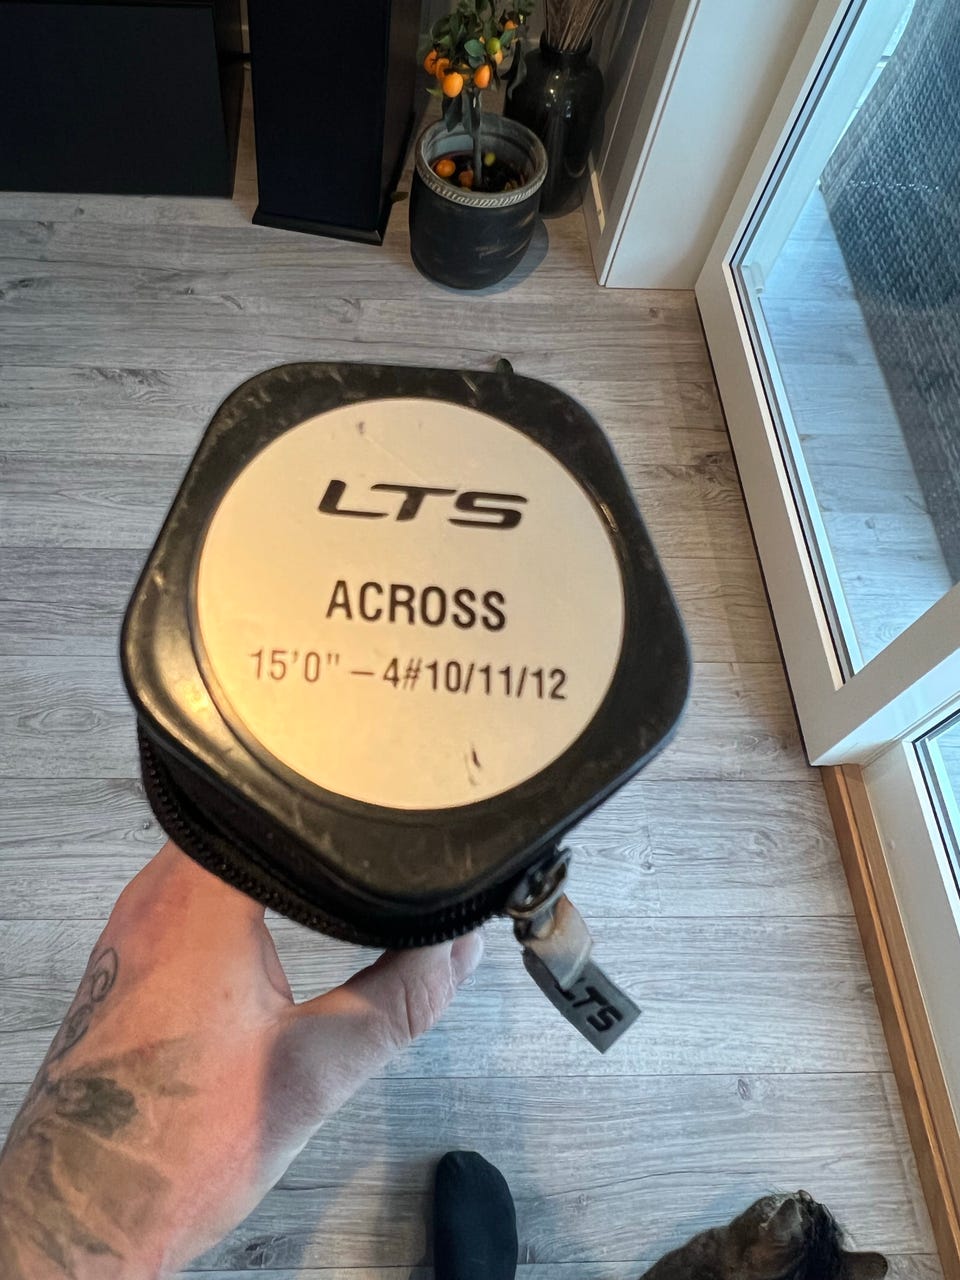 LTS
ACROSS
15'0" – 4#10/11/12
LTS